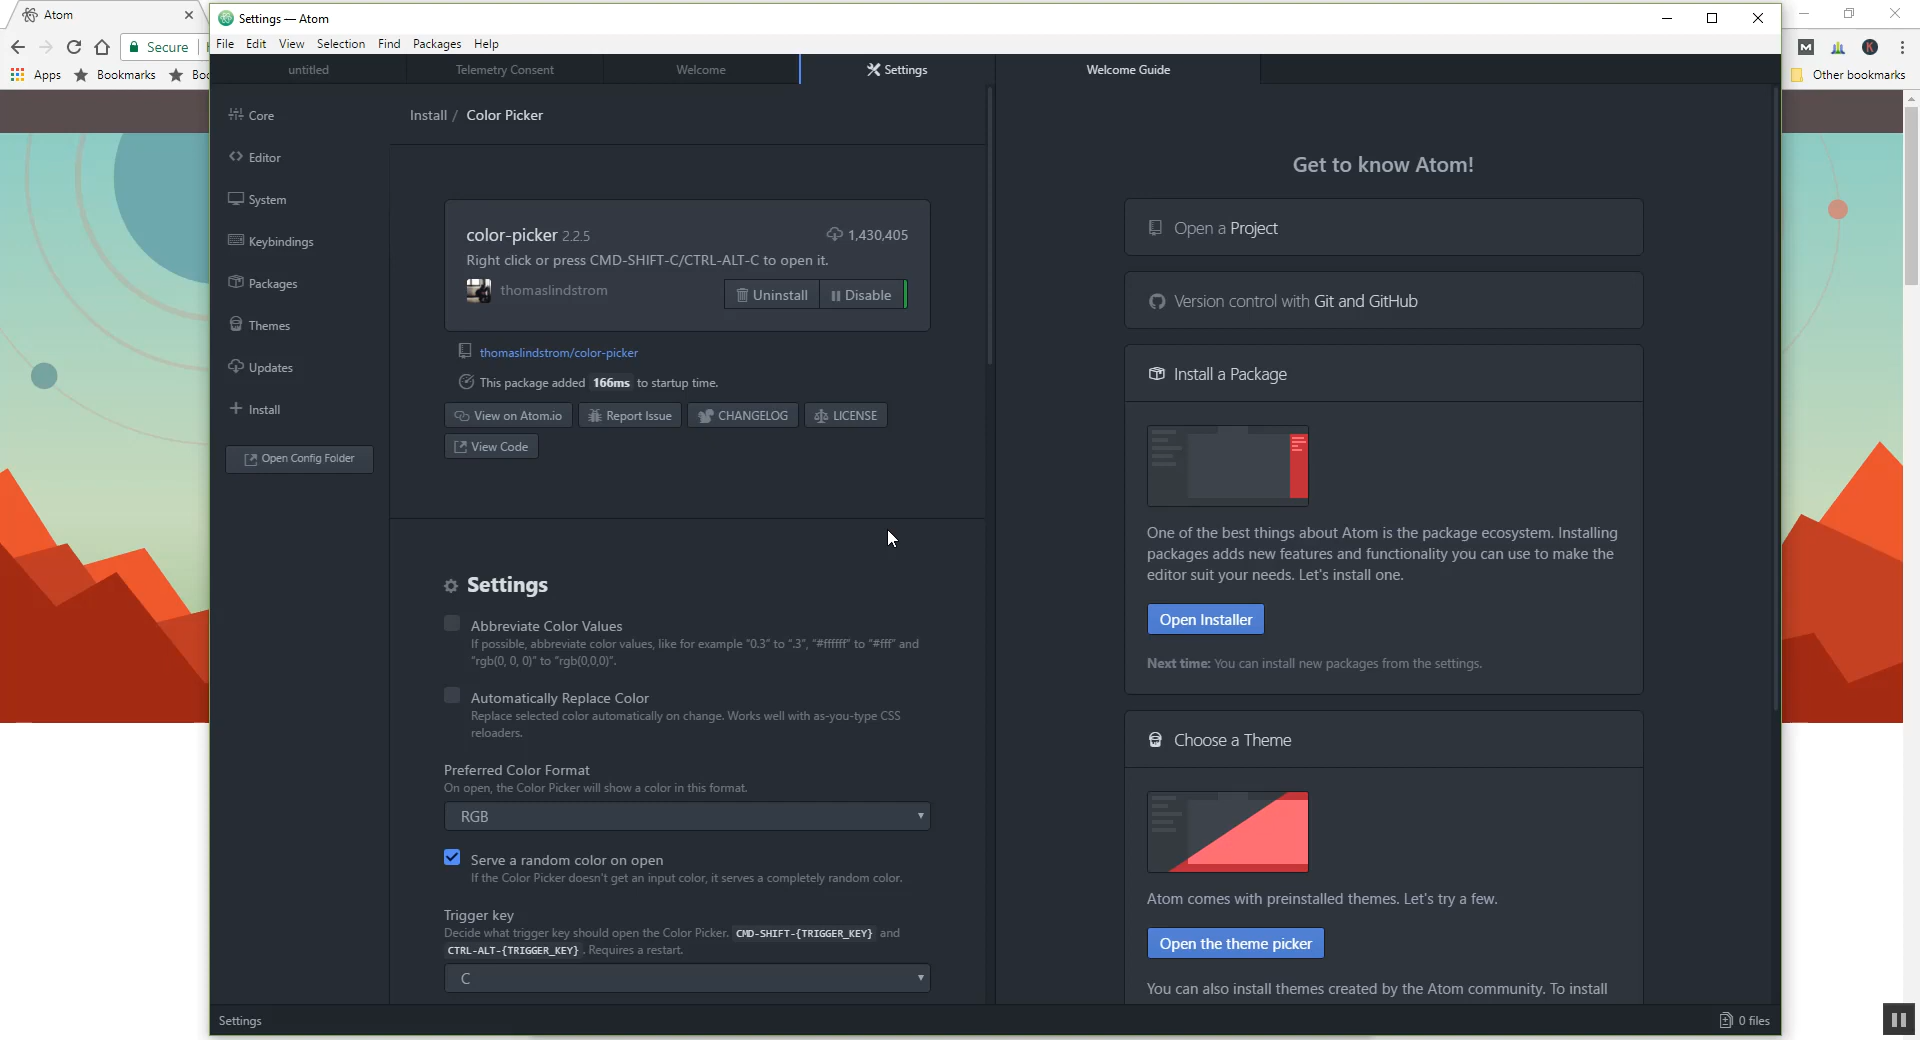 Atom
Secure
Apps
Bookmarks
Other bookmarks
M
K
Settings — Atom
File Edit View Selection Find Packages Help
untitled
Telemetry Consent
Welcome
Settings
Welcome Guide
Core
Editor
System
Keybindings
Packages
Themes
Updates
Install
Open Config Folder
Install / Color Picker
color-picker 2.2.5
1,430,405
Right click or press CMD-SHIFT-C/CTRL-ALT-C to open it.
thomaslindstrom
Uninstall
Disable
thomaslindstrom/color-picker
This package added 166ms to startup time.
View on Atom.io
Report Issue
CHANGELOG
LICENSE
View Code
Settings
Abbreviate Color Values
If possible, abbreviate color values, like for example "0.3" to ".3", "#ffffff" to "#fff" and
"rgb(0, 0, 0)" to "rgb(0,0,0)".
Automatically Replace Color
Replace selected color automatically on change. Works well with as-you-type CSS
reloaders.
Preferred Color Format
On open, the Color Picker will show a color in this format.
RGB
Serve a random color on open
If the Color Picker doesn't get an input color, it serves a completely random color.
Trigger key
Decide what trigger key should open the Color Picker. CMD-SHIFT-{TRIGGER_KEY} and
CTRL-ALT-{TRIGGER_KEY} . Requires a restart.
C
Get to know Atom!
Open a Project
Version control with Git and GitHub
Install a Package
One of the best things about Atom is the package ecosystem. Installing
packages adds new features and functionality you can use to make the
editor suit your needs. Let's install one.
Open Installer
Next time: You can install new packages from the settings.
Choose a Theme
Atom comes with preinstalled themes. Let's try a few.
Open the theme picker
You can also install themes created by the Atom community. To install
Settings
0 files